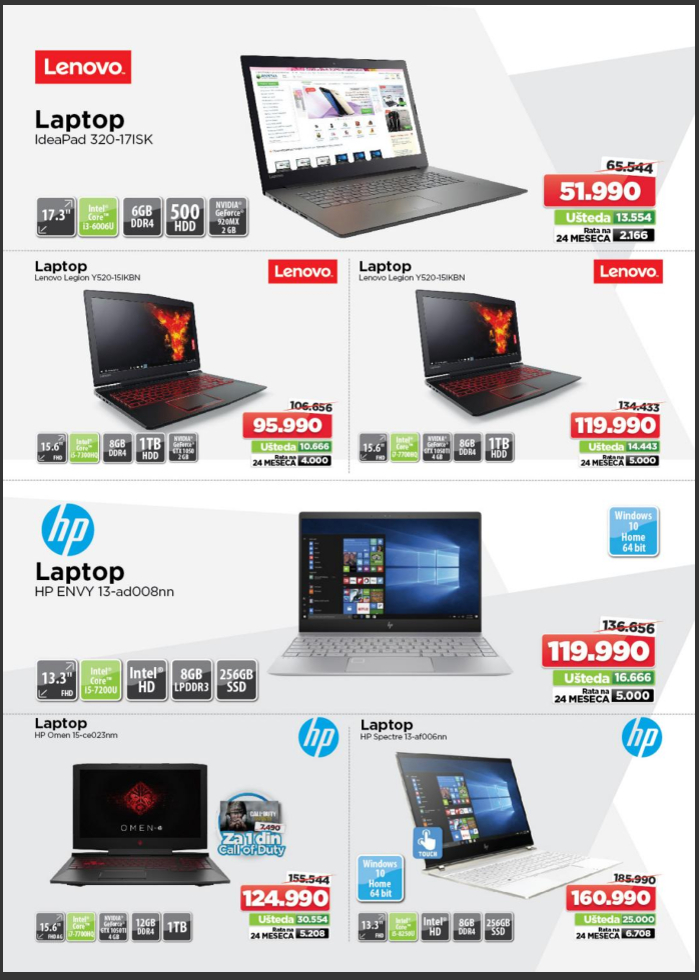 Lenovo
Laptop
IdeaPad 320-17ISK
17.3"
Intel® Core™ i3-6006U
6GB DDR4
500 HDD
NVIDIA® GeForce® 920MX 2 GB
65.544
51.990
Ušteda 13.554
Rata na 24 MESECA 2.166
Laptop
Lenovo Legion Y520-15IKBN
Lenovo
15.6" FHD
Intel® Core™ i5-7300HQ
8GB DDR4
1TB HDD
NVIDIA® GeForce® GTX 1050 2 GB
106.656
95.990
Ušteda 10.666
Rata na 24 MESECA 4.000
Laptop
Lenovo Legion Y520-15IKBN
Lenovo
15.6" FHD
Intel® Core™ i7-7700HQ
NVIDIA® GeForce® GTX 1050Ti 4 GB
8GB DDR4
1TB HDD
134.433
119.990
Ušteda 14.443
Rata na 24 MESECA 5.000
hp
Laptop
HP ENVY 13-ad008nn
Windows 10 Home 64 bit
13.3" FHD
Intel® Core™ i5-7200U
Intel® HD
8GB LPDDR3
256GB SSD
136.656
119.990
Ušteda 16.666
Rata na 24 MESECA 5.000
Laptop
HP Omen 15-ce023nm
hp
OMEN
CALL OF DUTY
7.490
Za 1 din
Call of Duty
15.6"
Intel® Core™ i7-7700HQ
NVIDIA® GeForce® GTX 1050Ti 4 GB
12GB DDR4
1TB
155.544
124.990
Ušteda 30.554
Rata na 24 MESECA 5.208
Laptop
HP Spectre 13-af006nn
hp
TOUCH
Windows 10 Home 64 bit
13.3" FHD
Intel® Core™ i5-8250U
Intel® HD
8GB DDR4
256GB SSD
185.990
160.990
Ušteda 25.000
Rata na 24 MESECA 6.708